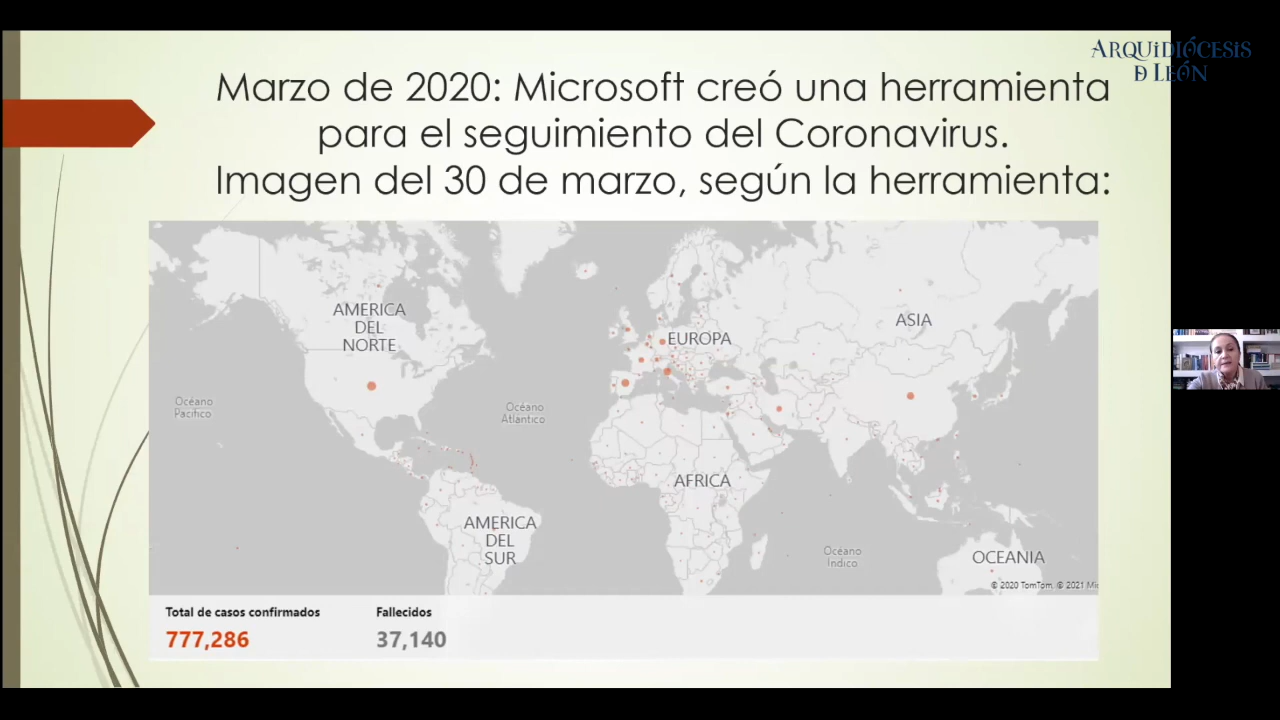 ARQUiDIÓCESIS
D LEÓN
Marzo de 2020: Microsoft creó una herramienta
para el seguimiento del Coronavirus.
Imagen del 30 de marzo, según la herramienta:
AMERICA
DEL
NORTE
EUROPA
ASIA
Océano
Pacífico
Océano
Atlántico
AFRICA
AMERICA
DEL
SUR
Océano
Índico
OCEANIA
© 2020 TomTom, © 2021 Mic
Total de casos confirmados
Fallecidos
777,286
37,140